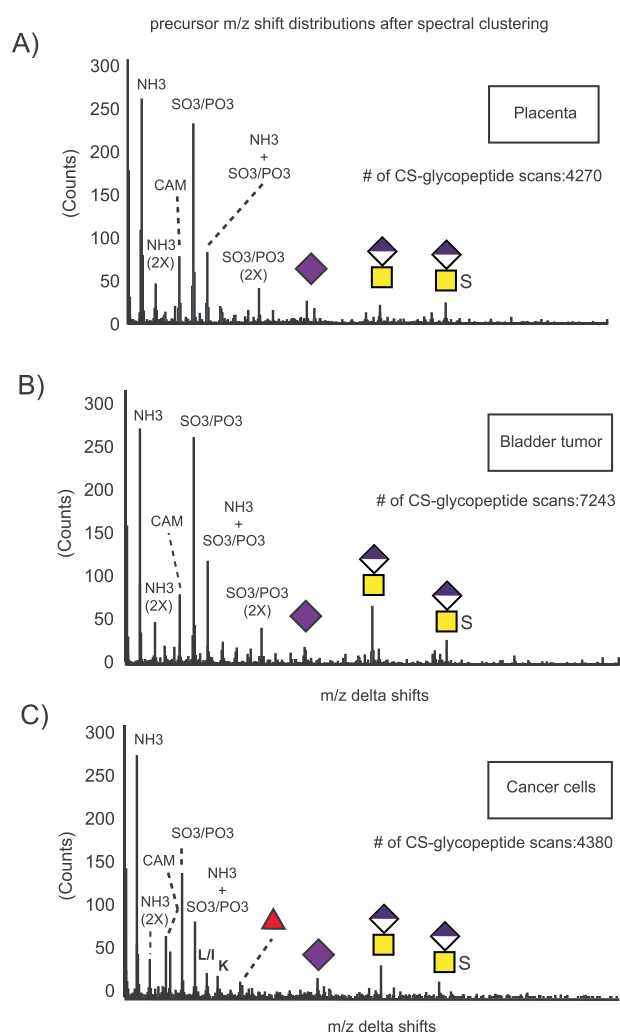 precursor m/z shift distributions after spectral clustering
A)
300
250
200
150
100
50
0
(Counts)
NH3
SO3/PO3
NH3
+
SO3/PO3
CAM
NH3
(2X)
SO3/PO3
(2X)
S
Placenta
# of CS-glycopeptide scans:4270
B)
300
250
200
150
100
50
0
(Counts)
NH3
SO3/PO3
CAM
NH3
+
SO3/PO3
NH3
(2X)
SO3/PO3
(2X)
S
Bladder tumor
# of CS-glycopeptide scans:7243
m/z delta shifts
C)
300
250
200
150
100
50
0
(Counts)
NH3
SO3/PO3
CAM
NH3
+
SO3/PO3
NH3
(2X)
L/I
K
S
Cancer cells
# of CS-glycopeptide scans:4380
m/z delta shifts